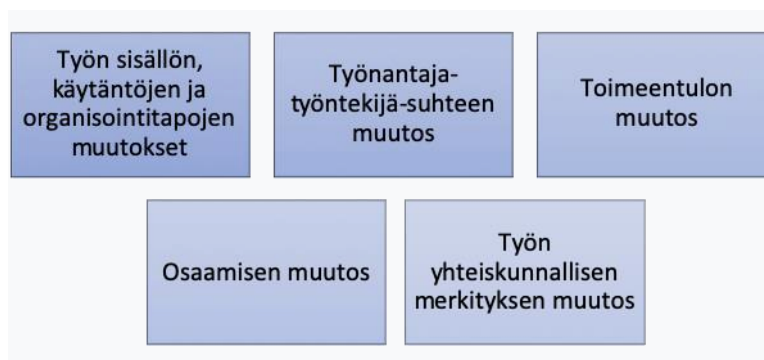 Työn sisällön,
käytäntöjen ja
organisointitapojen
muutokset
Työnantaja-
työntekijä-suhteen
muutos
Toimeentulon
muutos
Osaamisen muutos
Työn
yhteiskunnallisen
merkityksen muutos